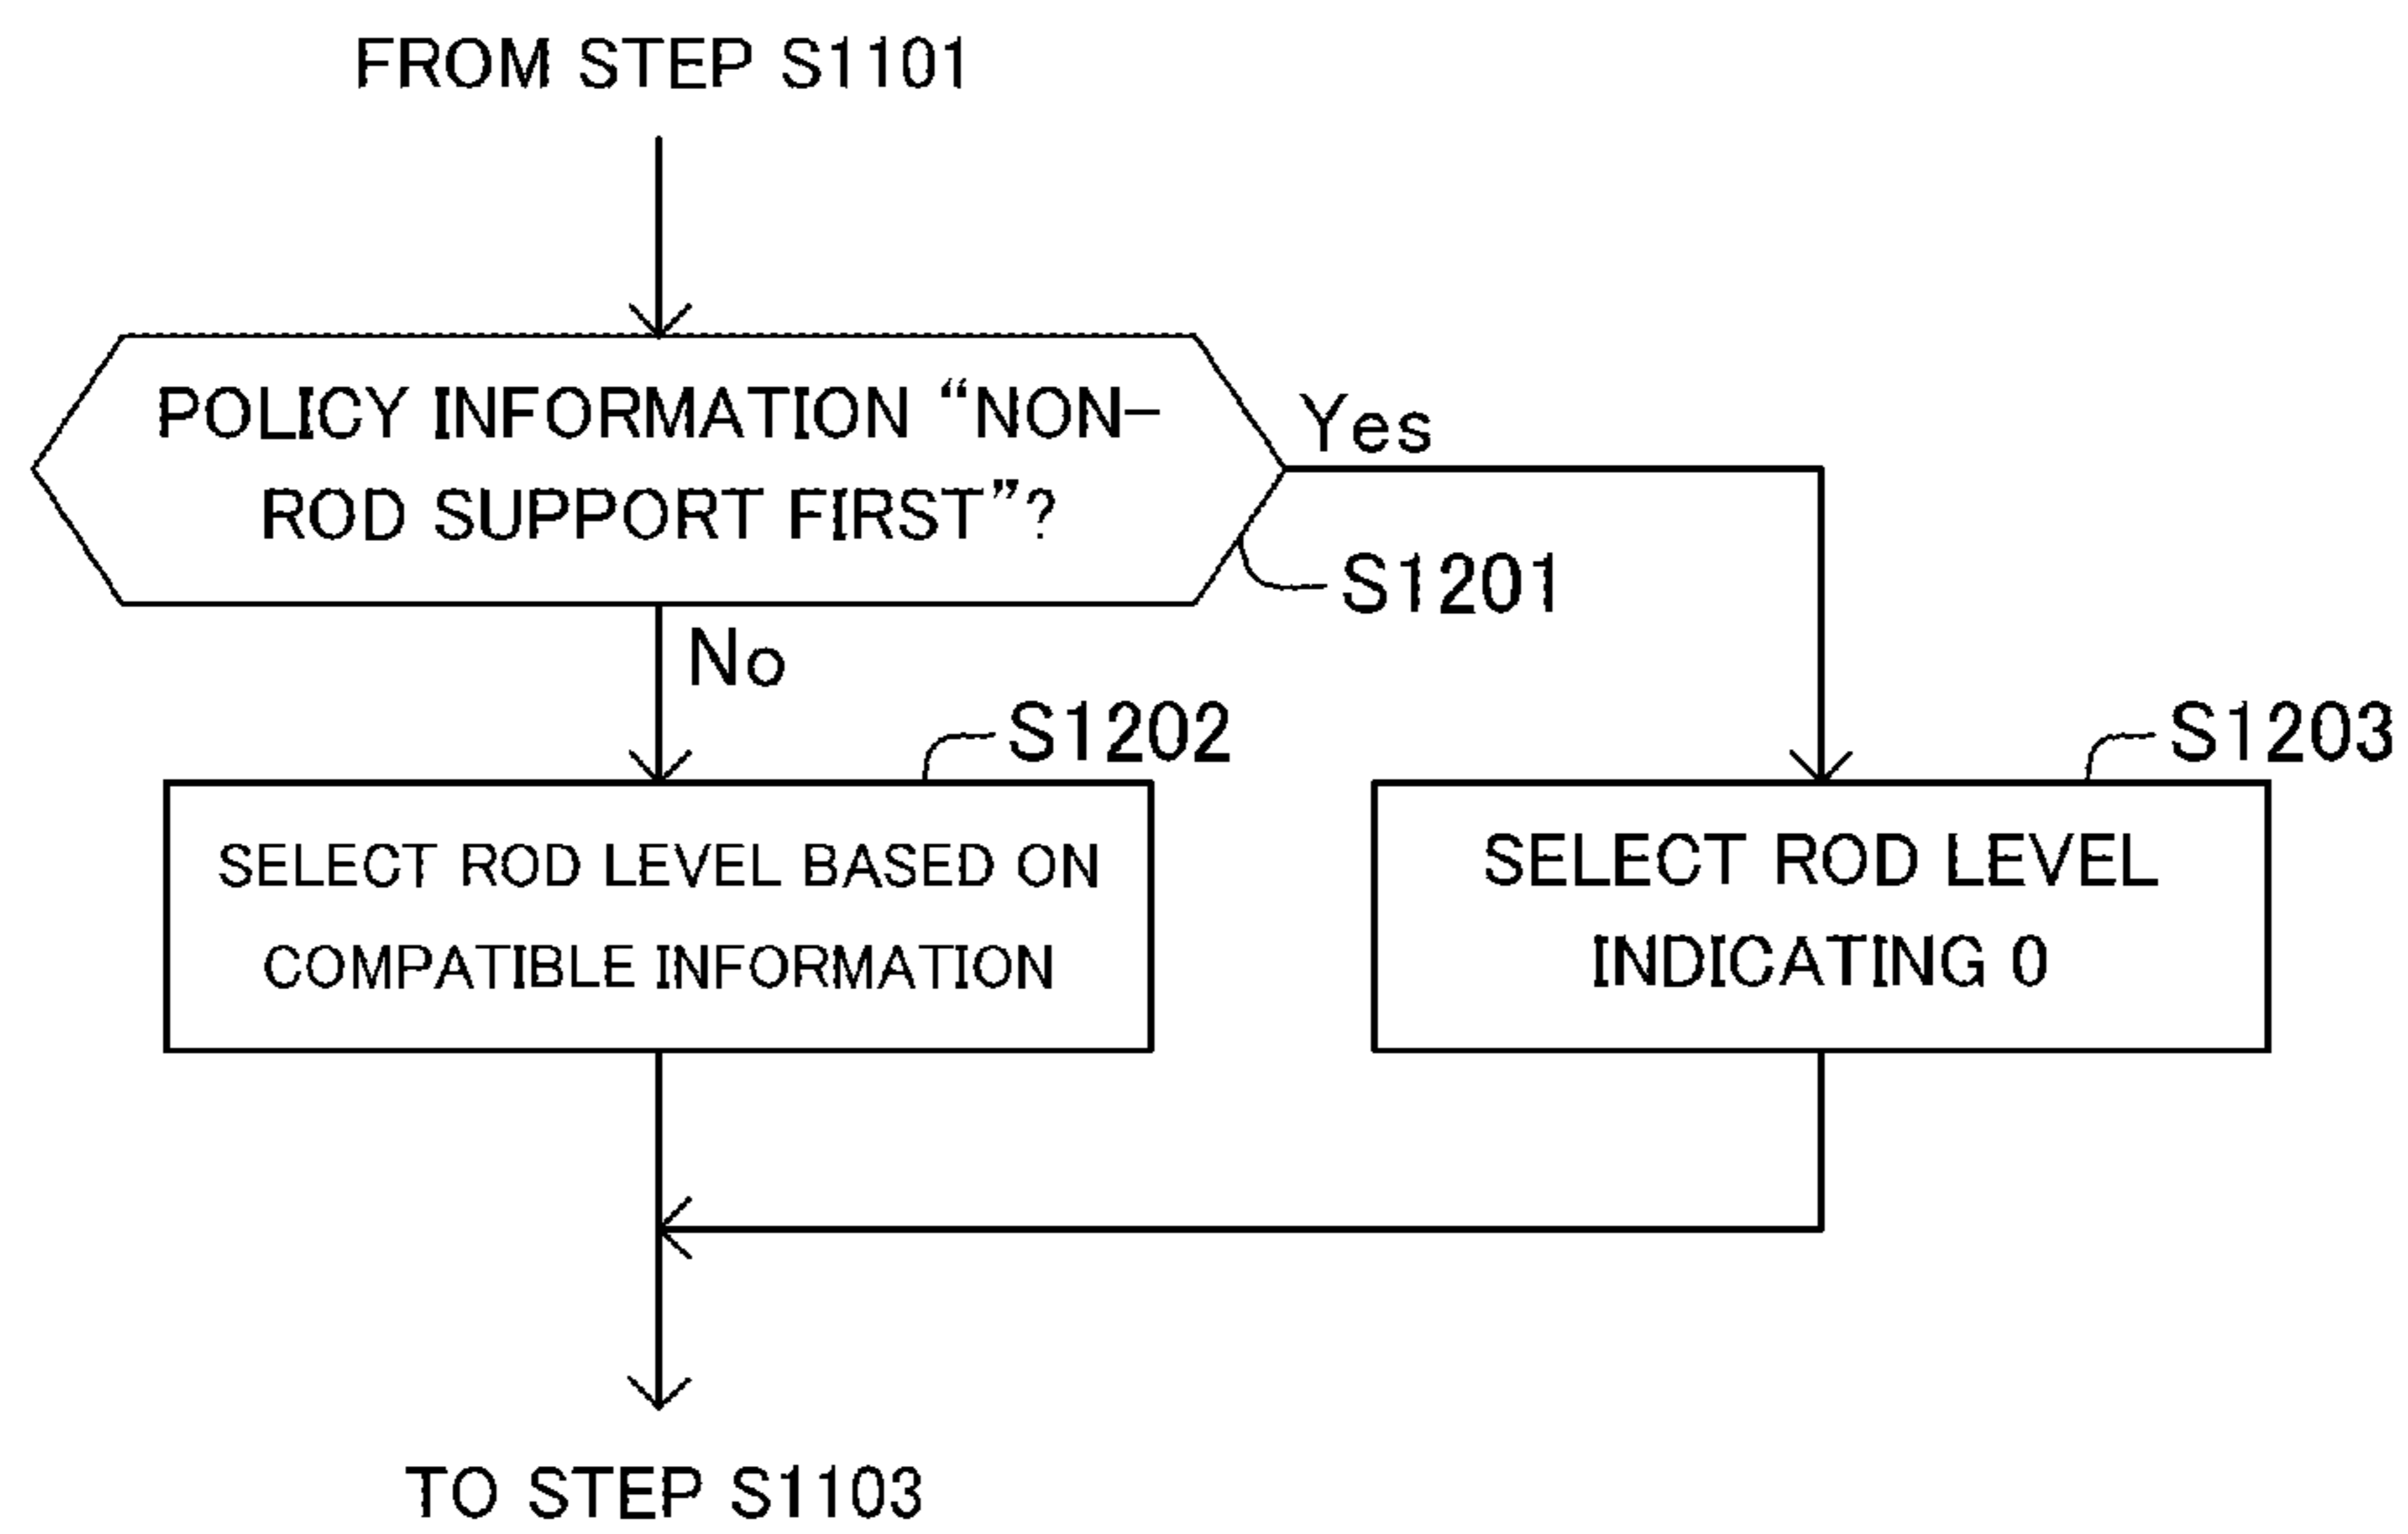 FROM STEP S1101
POLICY INFORMATION “NON-
ROD SUPPORT FIRST”?
Yes
S1201
No
S1202
S1203
SELECT ROD LEVEL BASED ON
COMPATIBLE INFORMATION
SELECT ROD LEVEL
INDICATING 0
TO STEP S1103